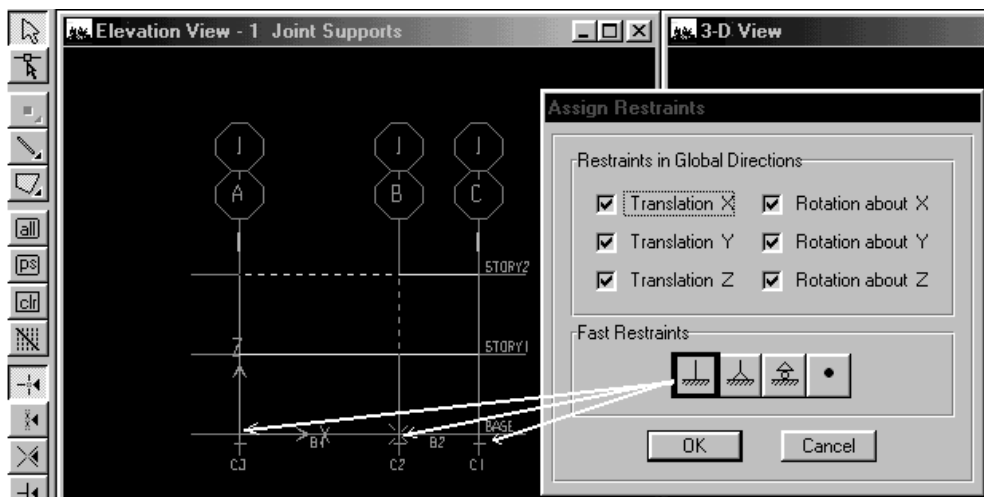 Elevation View - 1 Joint Supports
3-D View
Assign Restraints
J J J
A B C
Restraints in Global Directions
Translation X
Rotation about X
Translation Y
Rotation about Y
Translation Z
Rotation about Z
STORY2
Z
STORY1
Fast Restraints
all
ps
clr
X
BASE
B1
B2
C3
C2
C1
OK
Cancel